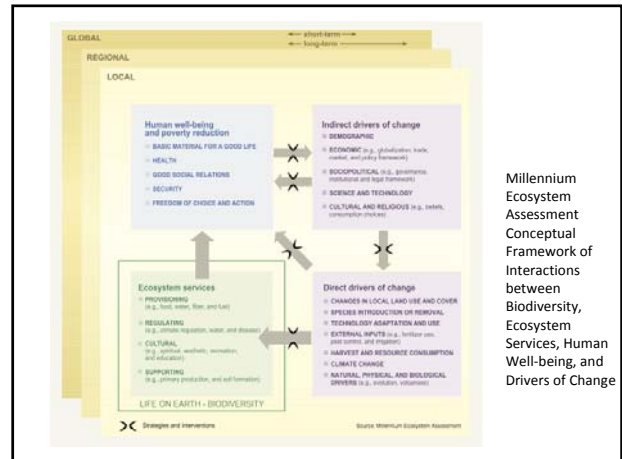 GLOBAL
short-term
long-term
REGIONAL
LOCAL
Human well-being
and poverty reduction
BASIC MATERIAL FOR A GOOD LIFE
HEALTH
GOOD SOCIAL RELATIONS
SECURITY
FREEDOM OF CHOICE AND ACTION
Indirect drivers of change
DEMOGRAPHIC
ECONOMIC (e.g., globalization, trade,
market, and policy framework)
SOCIOPOLITICAL (e.g., governance,
institutional and legal framework)
SCIENCE AND TECHNOLOGY
CULTURAL AND RELIGIOUS (e.g., beliefs,
consumption choices)
Ecosystem services
PROVISIONING
(e.g., food, water, fiber, and fuel)
REGULATING
(e.g., climate regulation, water, and disease)
CULTURAL
(e.g., spiritual, aesthetic, recreation,
and education)
SUPPORTING
(e.g., primary production, and soil formation)
LIFE ON EARTH - BIODIVERSITY
Direct drivers of change
CHANGES IN LOCAL LAND USE AND COVER
SPECIES INTRODUCTION OR REMOVAL
TECHNOLOGY ADAPTATION AND USE
EXTERNAL INPUTS (e.g., fertilizer use,
pest control, and irrigation)
HARVEST AND RESOURCE CONSUMPTION
CLIMATE CHANGE
NATURAL, PHYSICAL, AND BIOLOGICAL
DRIVERS (e.g., evolution, volcanoes)
Strategies and interventions
Source: Millennium Ecosystem Assessment
Millennium
Ecosystem
Assessment
Conceptual
Framework of
Interactions
between
Biodiversity,
Ecosystem
Services, Human
Well-being, and
Drivers of Change